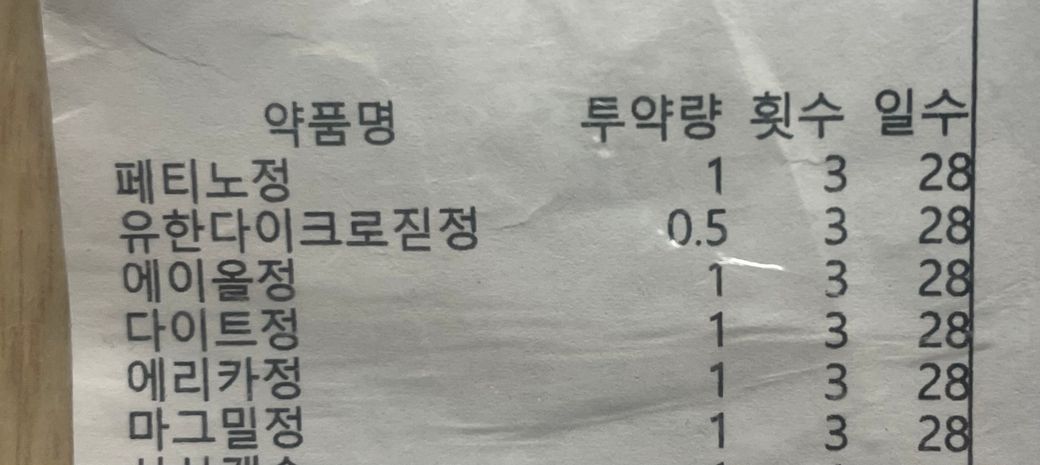 약품명 투약량 횟수 일수
페티노정 1 3 28
유한다이크로짇정 0.5 3 28
에이올정 1 3 28
다이트정 1 3 28
에리카정 1 3 28
마그밀정 1 3 28